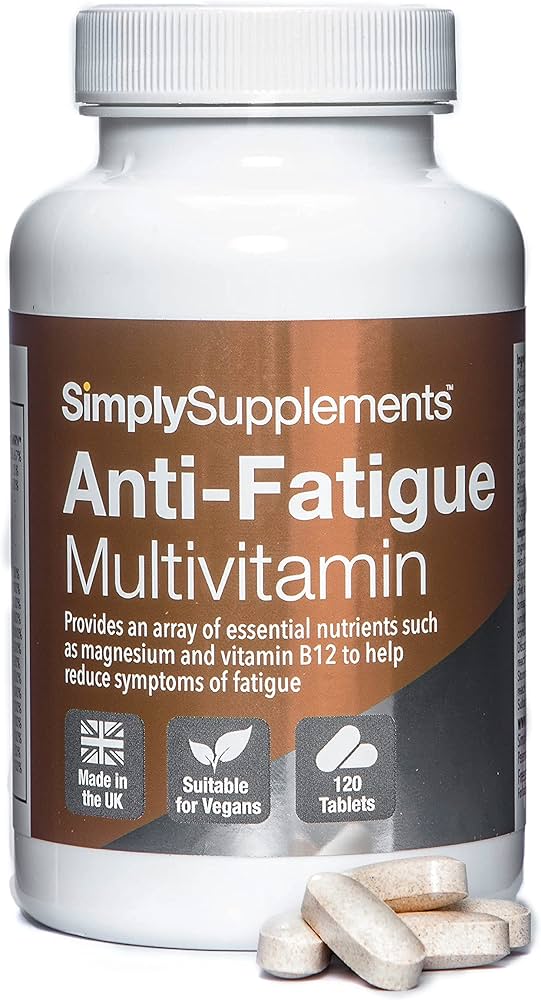 SimplySupplements™
Anti-Fatigue
Multivitamin
Provides an array of essential nutrients such
as magnesium and vitamin B12 to help
reduce symptoms of fatigue
Made in
the UK
Suitable
for Vegans
120
Tablets